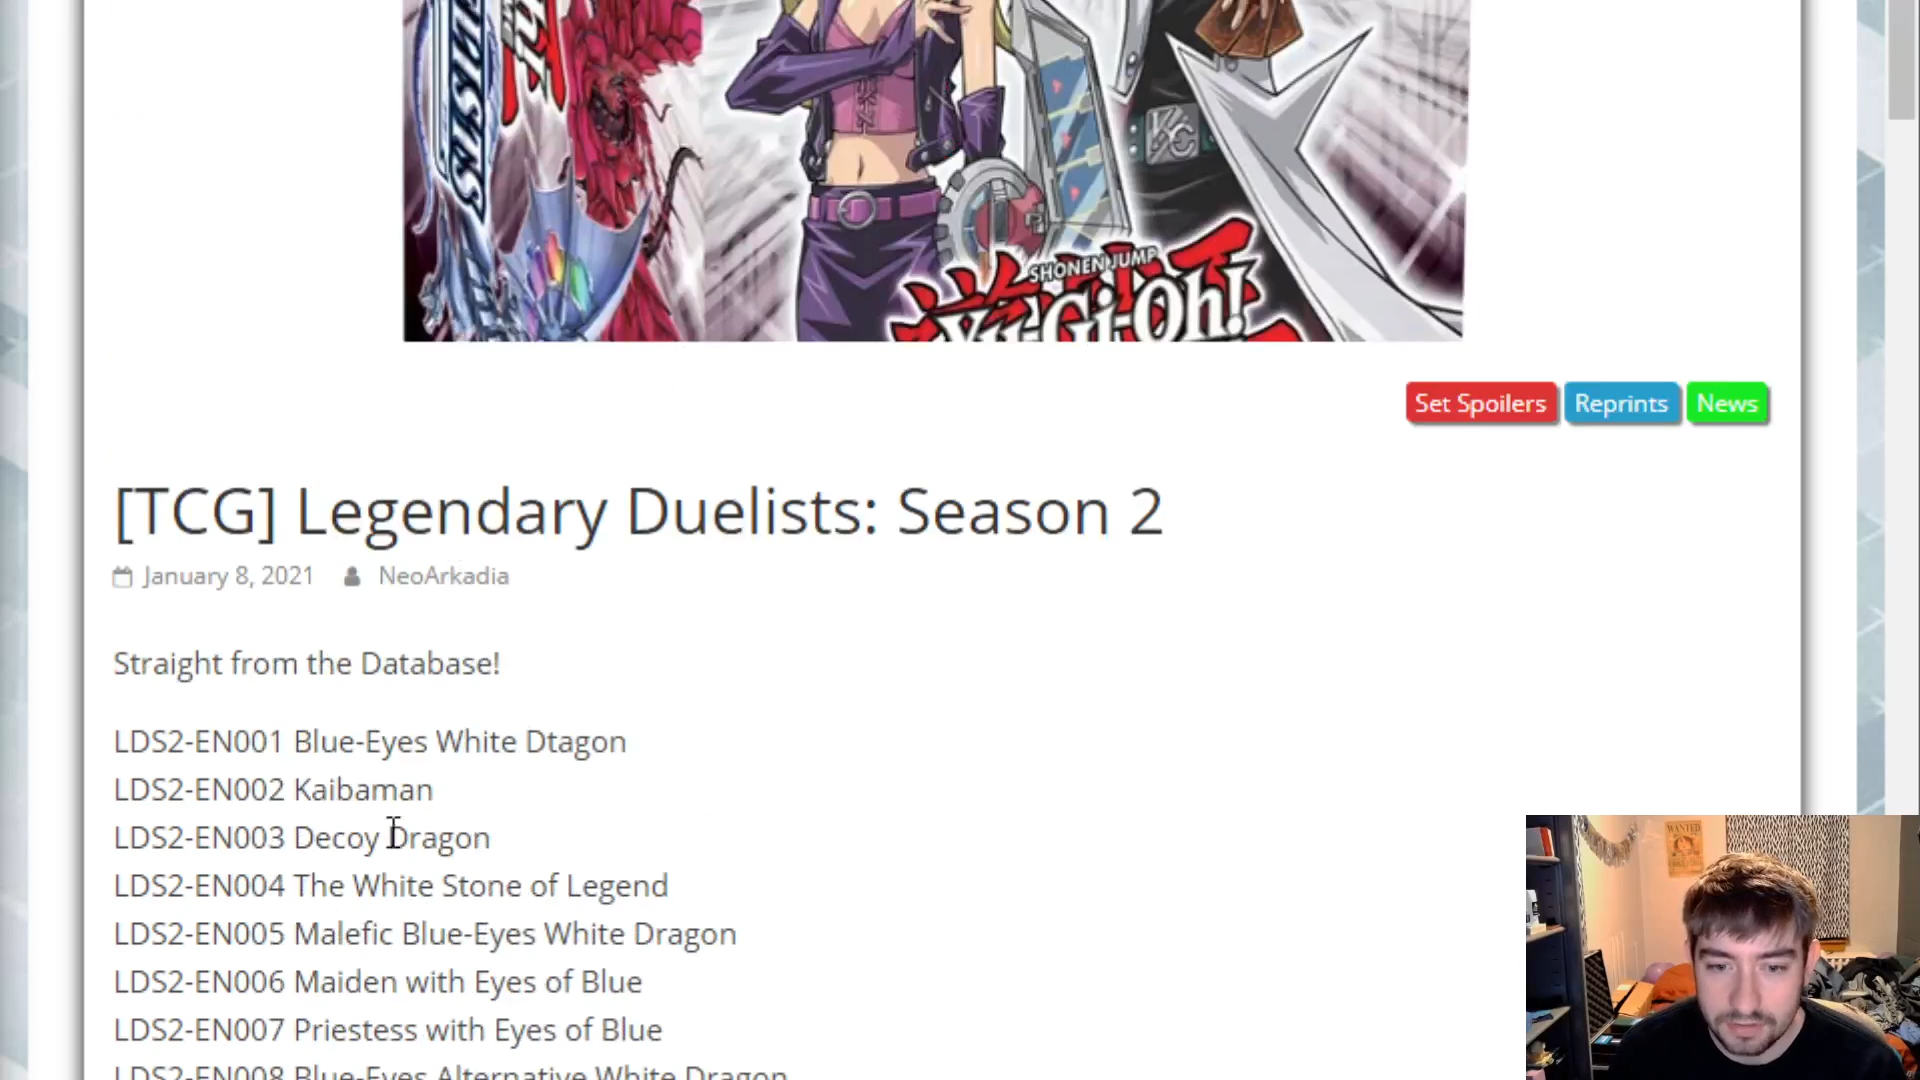 KC
SHONEN JUMP
Yu-Gi-Oh!
Set Spoilers Reprints News
[TCG] Legendary Duelists: Season 2
January 8, 2021 NeoArkadia
Straight from the Database!
LDS2-EN001 Blue-Eyes White Dtagon
LDS2-EN002 Kaibaman
LDS2-EN003 Decoy Dragon
LDS2-EN004 The White Stone of Legend
LDS2-EN005 Malefic Blue-Eyes White Dragon
LDS2-EN006 Maiden with Eyes of Blue
LDS2-EN007 Priestess with Eyes of Blue
LDS2-EN008 Blue-Eyes Alternative White Dragon
WANTED